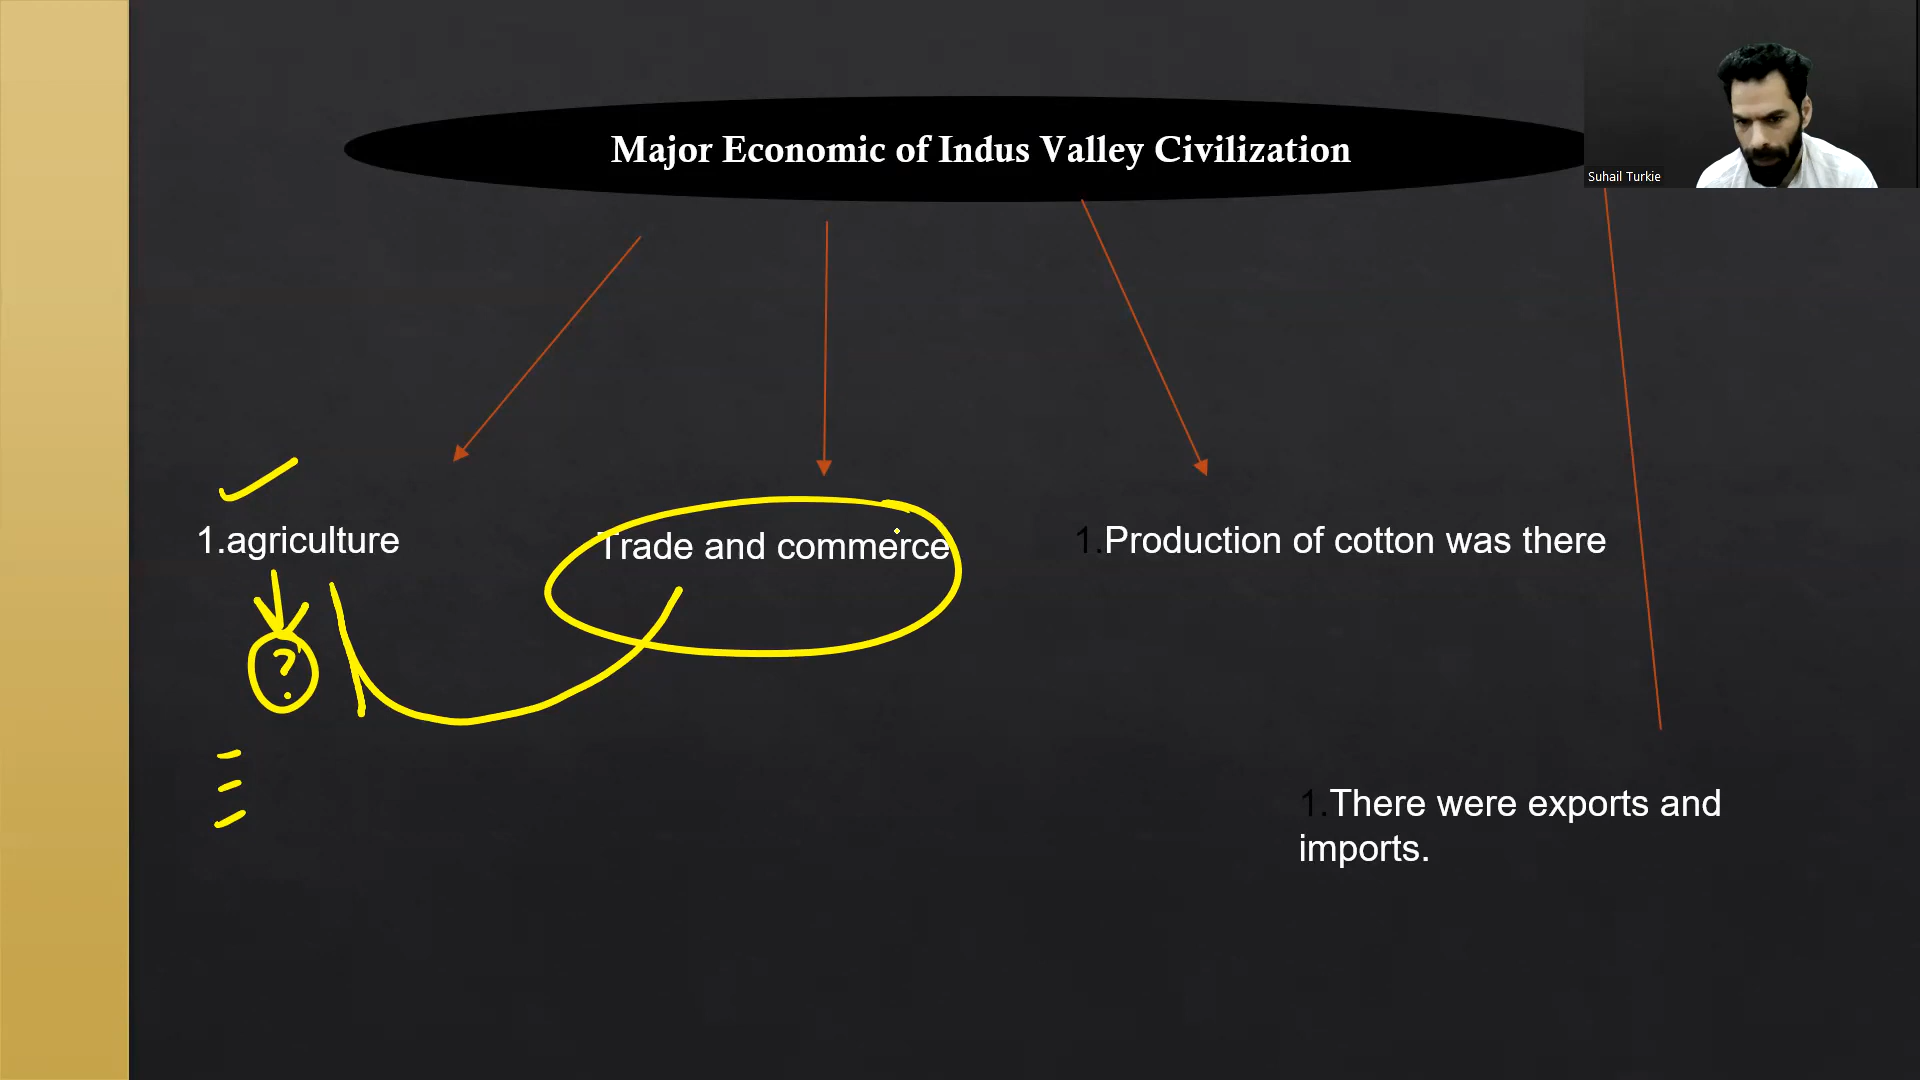 Major Economic of Indus Valley Civilization
Suhail Turkie
1.agriculture
Trade and commerce
1.Production of cotton was there
?
1.There were exports and
imports.